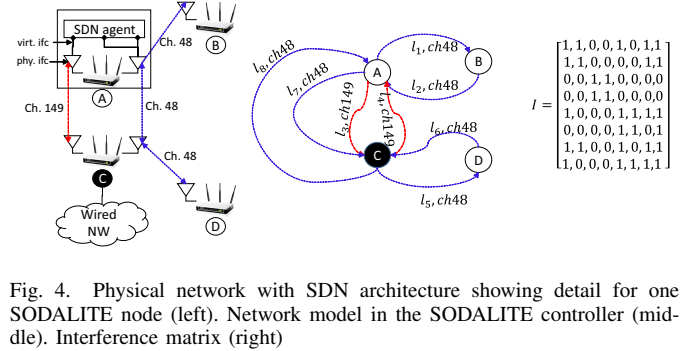 SDN agent
virt. ifc
phy. ifc
Ch. 48
B
A
Ch. 149
Ch. 48
Ch. 48
C
D
Wired
NW
l₁, ch48
l₂, ch48
l₃, ch149
l₄, ch149
l₅, ch48
l₆, ch48
l₇, ch48
l₈, ch48
A
B
C
D
I =
1, 1, 0, 0, 1, 0, 1, 1
1, 1, 0, 0, 0, 0, 1, 1
0, 0, 1, 1, 0, 0, 0, 0
0, 0, 1, 1, 0, 0, 0, 0
1, 0, 0, 0, 1, 1, 1, 1
0, 0, 0, 0, 1, 1, 0, 1
1, 1, 0, 0, 1, 0, 1, 1
1, 0, 0, 0, 1, 1, 1, 1
Fig. 4. Physical network with SDN architecture showing detail for one
SODALITE node (left). Network model in the SODALITE controller (mid-
dle). Interference matrix (right)